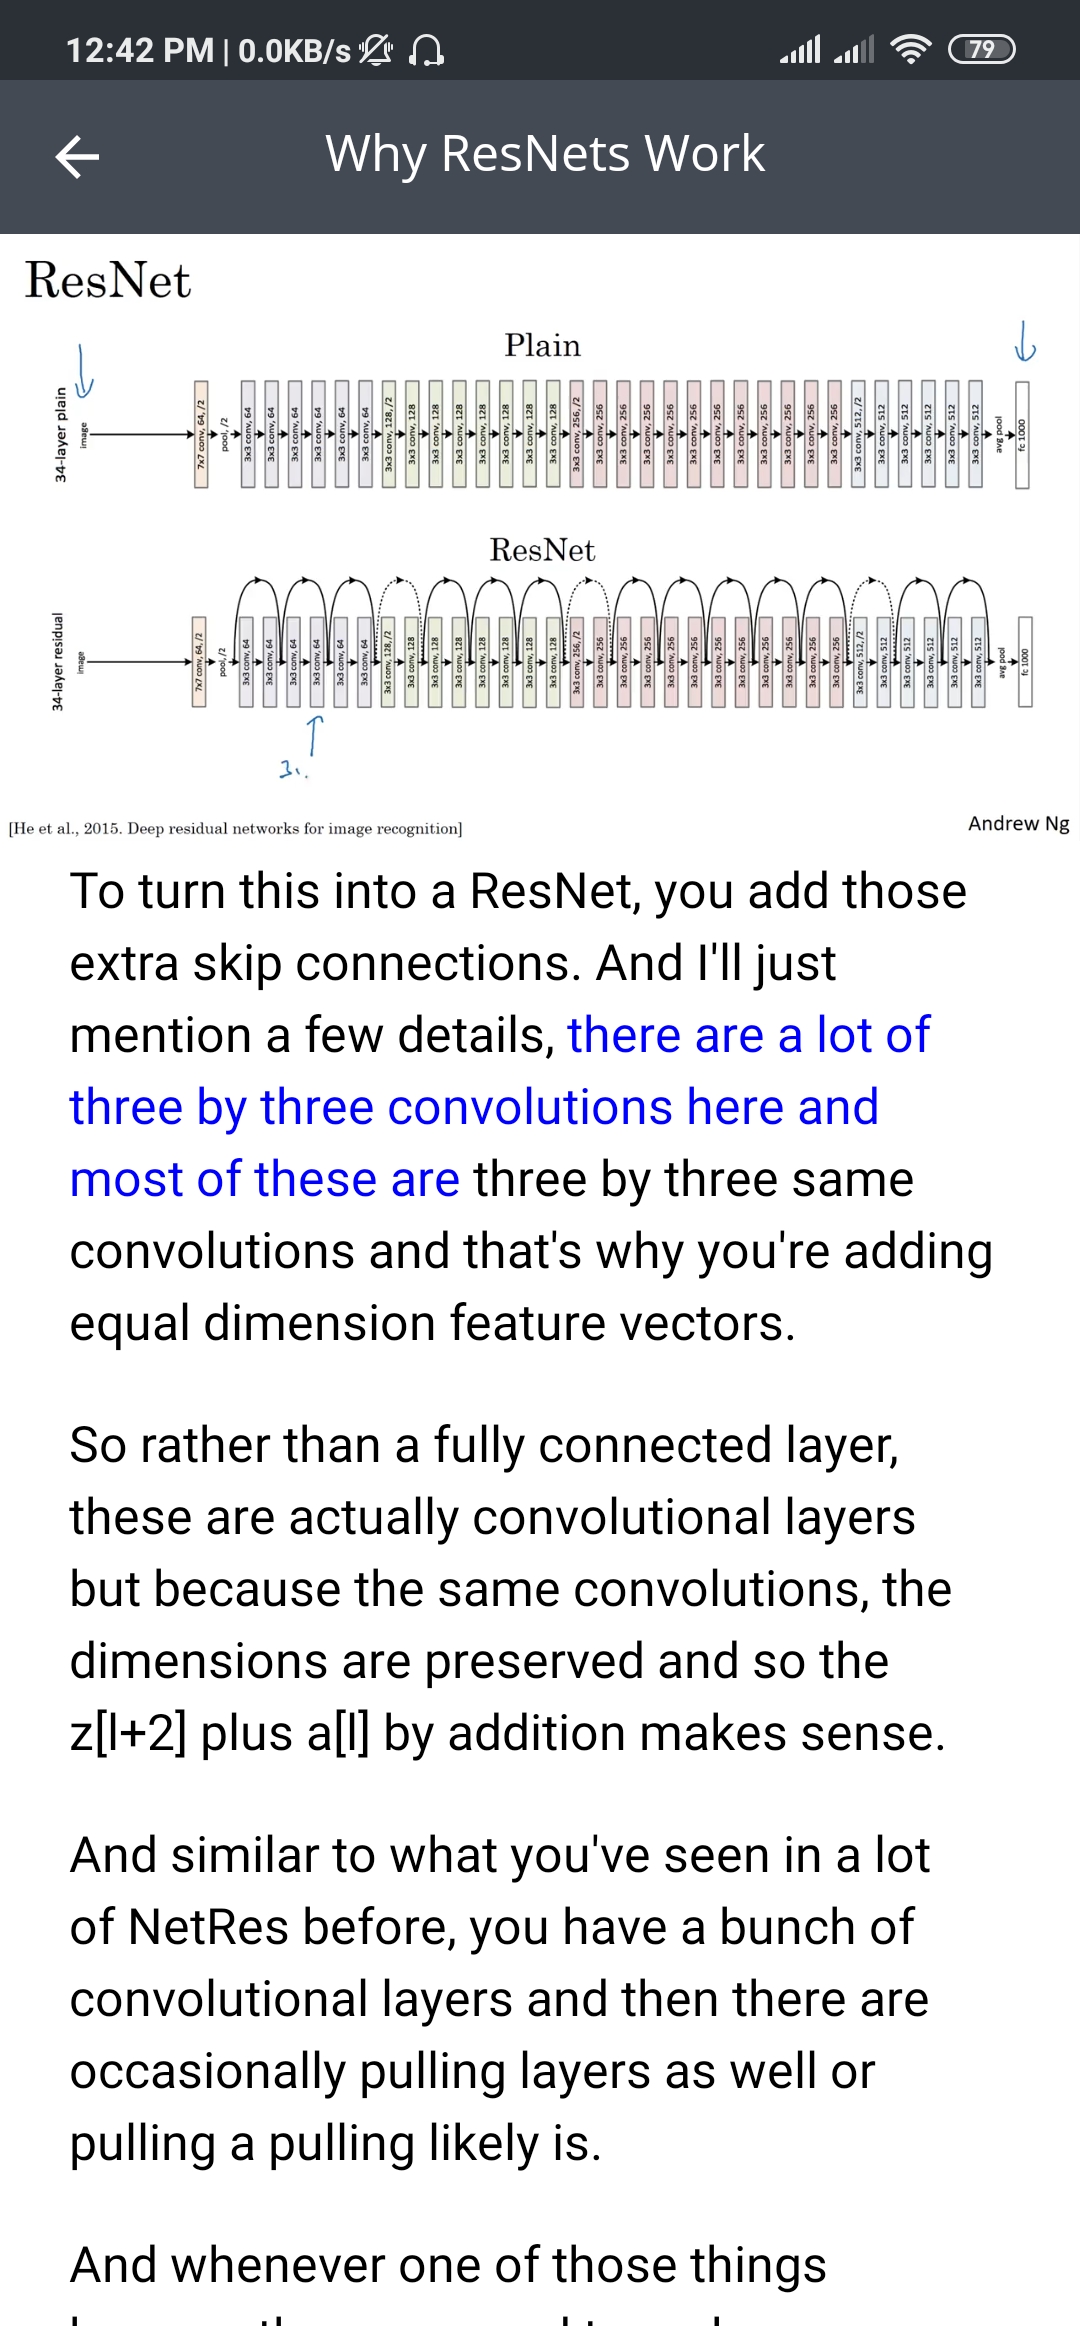 12:42 PM | 0.0KB/s
79
Why ResNets Work
ResNet
Plain
34-layer plain
image
7x7 conv, 64, /2
pool, /2
3x3 conv, 64
3x3 conv, 64
3x3 conv, 64
3x3 conv, 64
3x3 conv, 64
3x3 conv, 64
3x3 conv, 128, /2
3x3 conv, 128
3x3 conv, 128
3x3 conv, 128
3x3 conv, 128
3x3 conv, 128
3x3 conv, 128
3x3 conv, 128
3x3 conv, 256, /2
3x3 conv, 256
3x3 conv, 256
3x3 conv, 256
3x3 conv, 256
3x3 conv, 256
3x3 conv, 256
3x3 conv, 256
3x3 conv, 256
3x3 conv, 256
3x3 conv, 256
3x3 conv, 256
3x3 conv, 512, /2
3x3 conv, 512
3x3 conv, 512
3x3 conv, 512
3x3 conv, 512
3x3 conv, 512
avg pool
fc 1000
ResNet
34-layer residual
image
7x7 conv, 64, /2
pool, /2
3x3 conv, 64
3x3 conv, 64
3x3 conv, 64
3x3 conv, 64
3x3 conv, 64
3x3 conv, 64
3x3 conv, 128, /2
3x3 conv, 128
3x3 conv, 128
3x3 conv, 128
3x3 conv, 128
3x3 conv, 128
3x3 conv, 128
3x3 conv, 128
3x3 conv, 256, /2
3x3 conv, 256
3x3 conv, 256
3x3 conv, 256
3x3 conv, 256
3x3 conv, 256
3x3 conv, 256
3x3 conv, 256
3x3 conv, 256
3x3 conv, 256
3x3 conv, 256
3x3 conv, 256
3x3 conv, 512, /2
3x3 conv, 512
3x3 conv, 512
3x3 conv, 512
3x3 conv, 512
3x3 conv, 512
avg pool
fc 1000
[He et al., 2015. Deep residual networks for image recognition]
Andrew Ng
To turn this into a ResNet, you add those
extra skip connections. And I'll just
mention a few details, there are a lot of
three by three convolutions here and
most of these are three by three same
convolutions and that's why you're adding
equal dimension feature vectors.
So rather than a fully connected layer,
these are actually convolutional layers
but because the same convolutions, the
dimensions are preserved and so the
z[l+2] plus a[l] by addition makes sense.
And similar to what you've seen in a lot
of NetRes before, you have a bunch of
convolutional layers and then there are
occasionally pulling layers as well or
pulling a pulling likely is.
And whenever one of those things